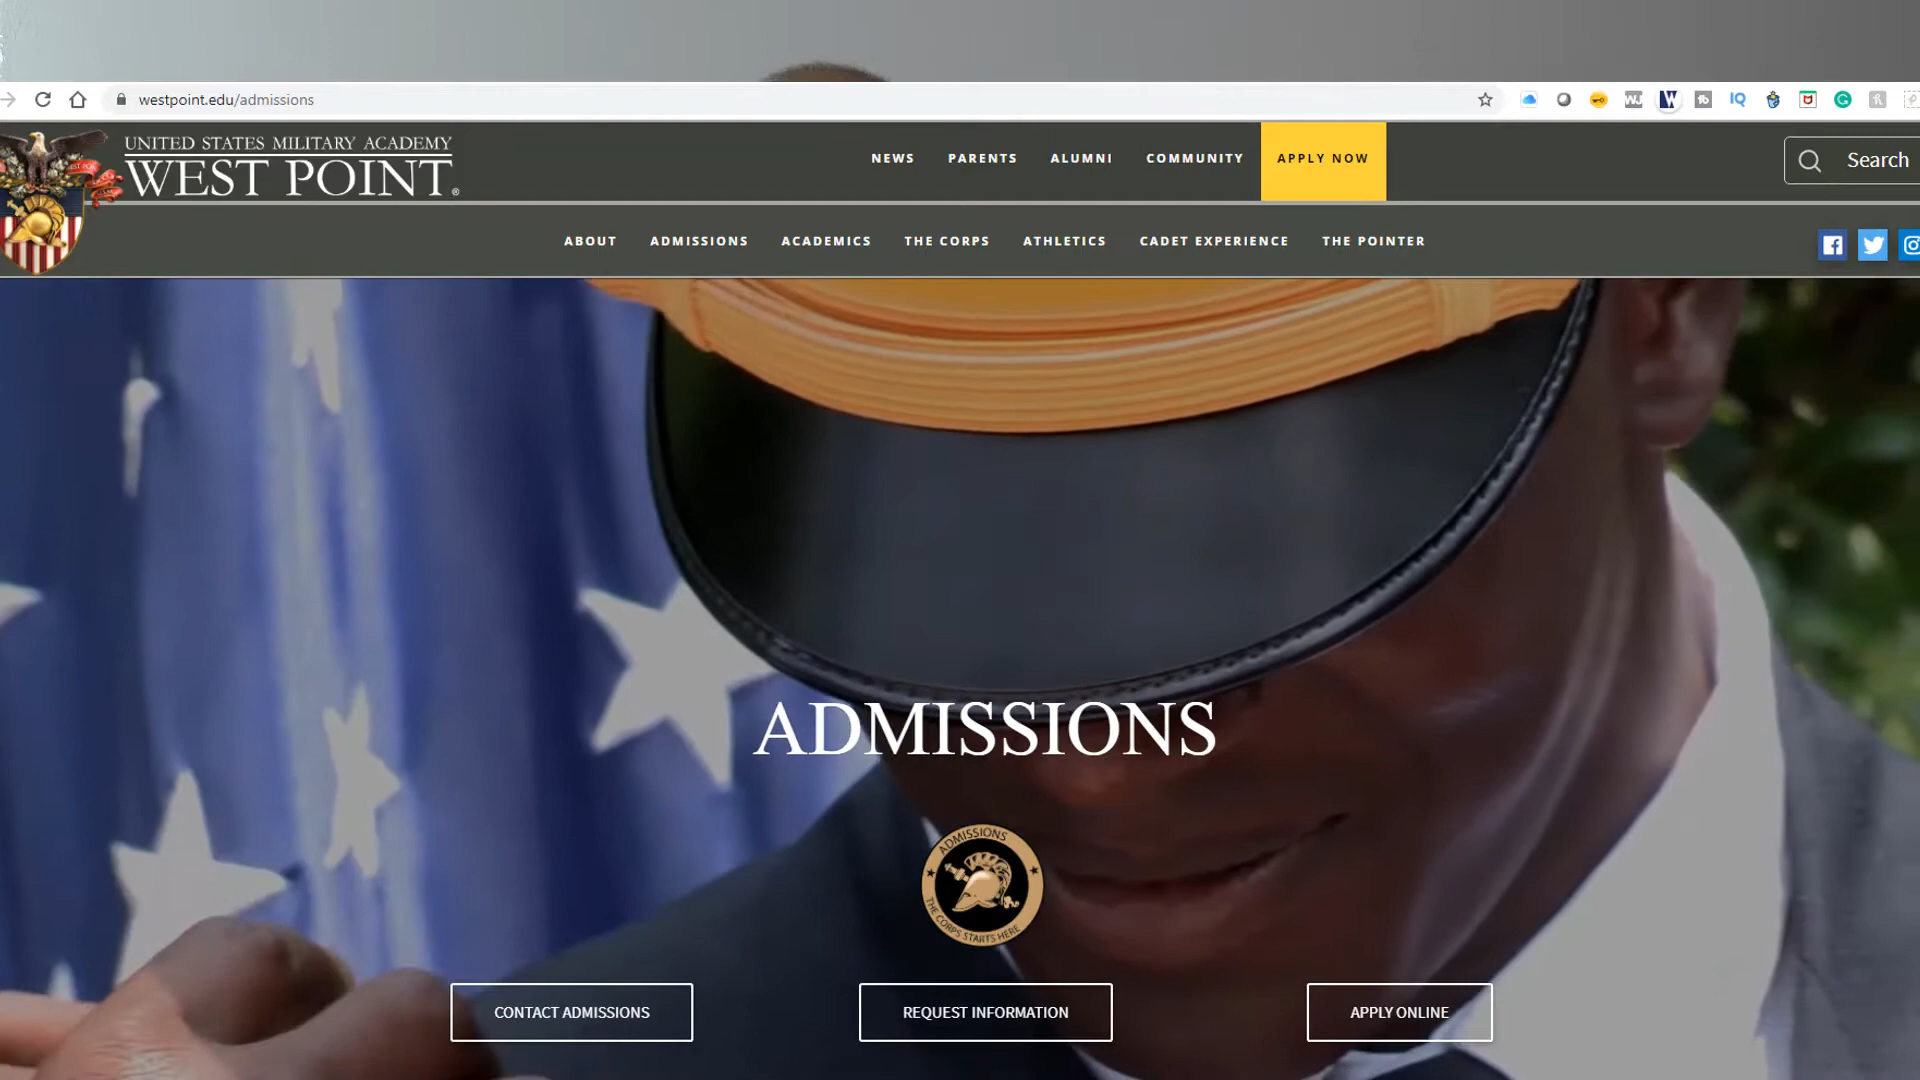 westpoint.edu/admissions
UNITED STATES MILITARY ACADEMY
WEST POINT®
NEWS PARENTS ALUMNI COMMUNITY APPLY NOW
Search
ABOUT ADMISSIONS ACADEMICS THE CORPS ATHLETICS CADET EXPERIENCE THE POINTER
ADMISSIONS
ADMISSIONS
THE CORPS STARTS HERE
CONTACT ADMISSIONS REQUEST INFORMATION APPLY ONLINE